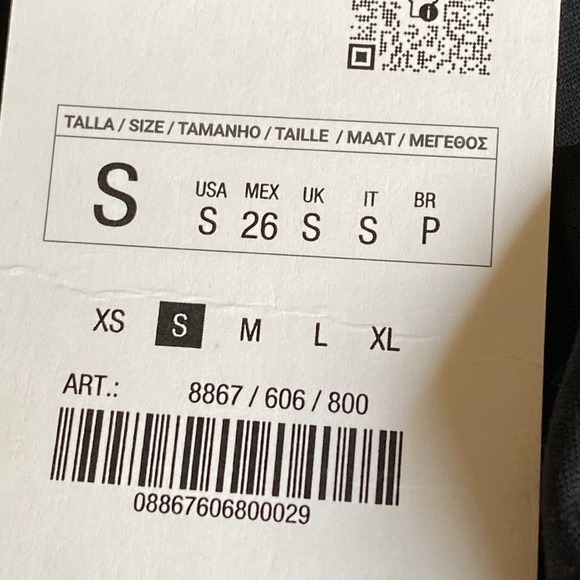 TALLA / SIZE / TAMANHO / TAILLE / MAAT / ΜΕΓΕΘΟΣ
S
USA MEX UK IT BR
S 26 S S P
XS S M L XL
ART.: 8867 / 606 / 800
08867606800029